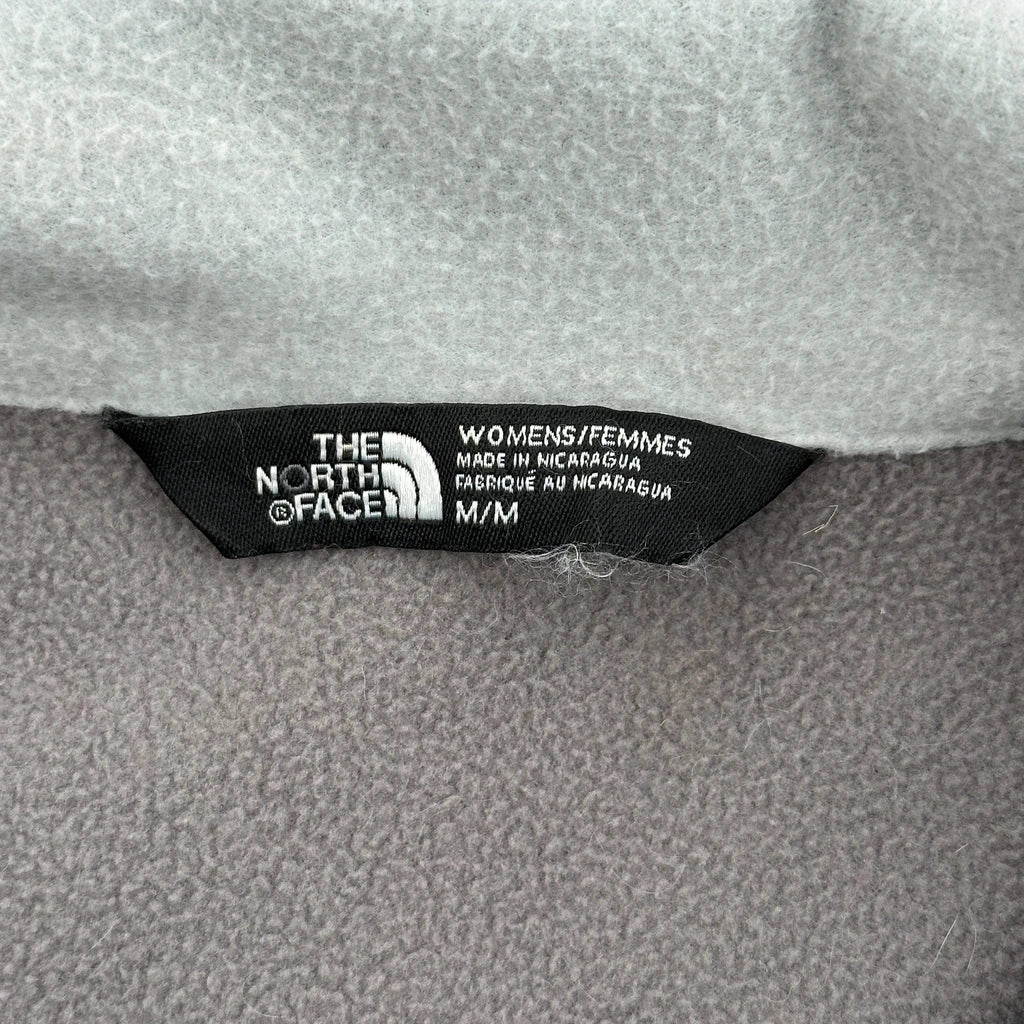 THE
NORTH
®FACE
WOMENS/FEMMES
MADE IN NICARAGUA
FABRIQUÉ AU NICARAGUA
M/M